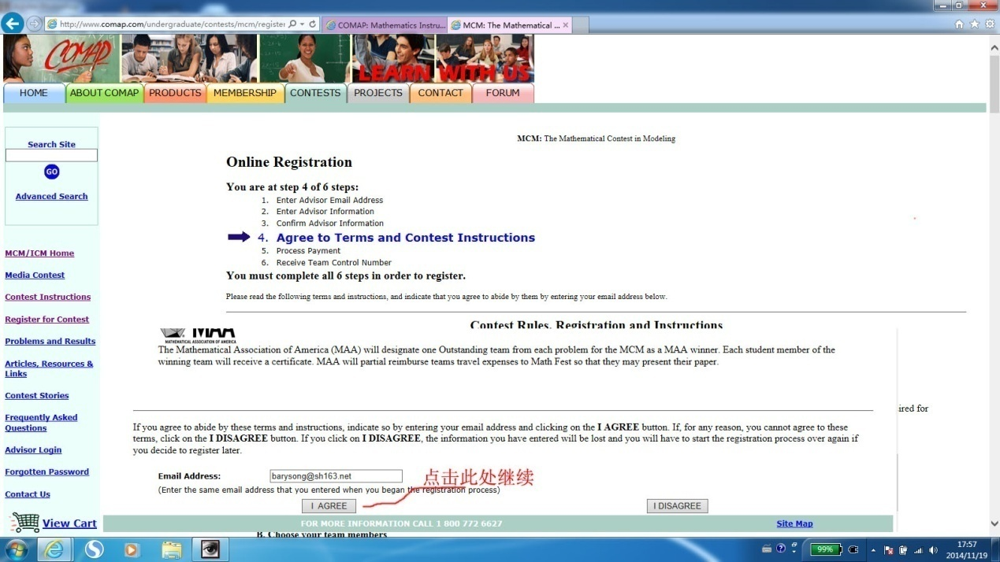 http://www.comap.com/undergraduate/contests/mcm/register
COMAP: Mathematics Instru...
MCM: The Mathematical ...
COMAP
LEARN WITH US
HOME
ABOUT COMAP
PRODUCTS
MEMBERSHIP
CONTESTS
PROJECTS
CONTACT
FORUM
Search Site
GO
Advanced Search
MCM/ICM Home
Media Contest
Contest Instructions
Register for Contest
Problems and Results
Articles, Resources &
Links
Contest Stories
Frequently Asked
Questions
Advisor Login
Forgotten Password
Contact Us
View Cart
MCM: The Mathematical Contest in Modeling
Online Registration
You are at step 4 of 6 steps:
1. Enter Advisor Email Address
2. Enter Advisor Information
3. Confirm Advisor Information
4. Agree to Terms and Contest Instructions
5. Process Payment
6. Receive Team Control Number
You must complete all 6 steps in order to register.
Please read the following terms and instructions, and indicate that you agree to abide by them by entering your email address below.
Contest Rules, Registration and Instructions
MAA
MATHEMATICAL ASSOCIATION OF AMERICA
The Mathematical Association of America (MAA) will designate one Outstanding team from each problem for the MCM as a MAA winner. Each student member of the
winning team will receive a certificate. MAA will partial reimburse teams travel expenses to Math Fest so that they may present their paper.
ired for
If you agree to abide by these terms and instructions, indicate so by entering your email address and clicking on the I AGREE button. If, for any reason, you cannot agree to these
terms, click on the I DISAGREE button. If you click on I DISAGREE, the information you have entered will be lost and you will have to start the registration process over again if
you decide to register later.
Email Address: barysong@sh163.net
点击此处继续
(Enter the same email address that you entered when you began the registration process)
I AGREE
I DISAGREE
FOR MORE INFORMATION CALL 1 800 772 6627
Site Map
B. Choose your team members
99%
17:57
2014/11/19